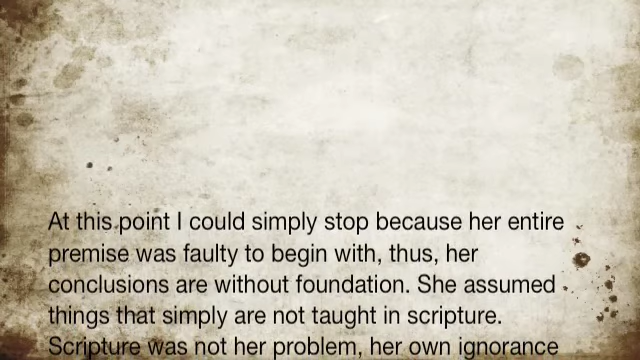 At this point I could simply stop because her entire
premise was faulty to begin with, thus, her
conclusions are without foundation. She assumed
things that simply are not taught in scripture.
Scripture was not her problem, her own ignorance